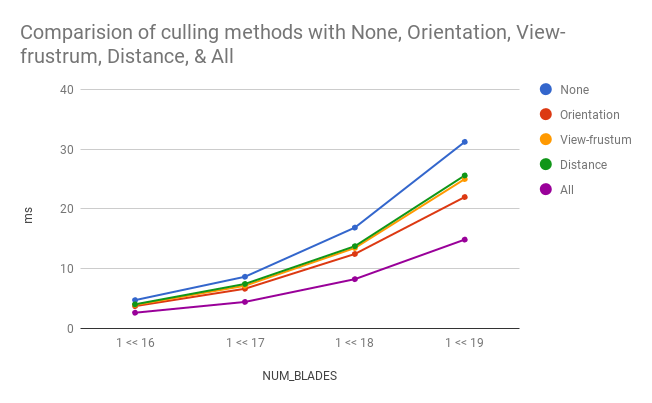 Comparision of culling methods with None, Orientation, View-
frustrum, Distance, & All
40
30
20
10
0
ms
1 << 16
1 << 17
1 << 18
1 << 19
NUM_BLADES
None
Orientation
View-frustum
Distance
All